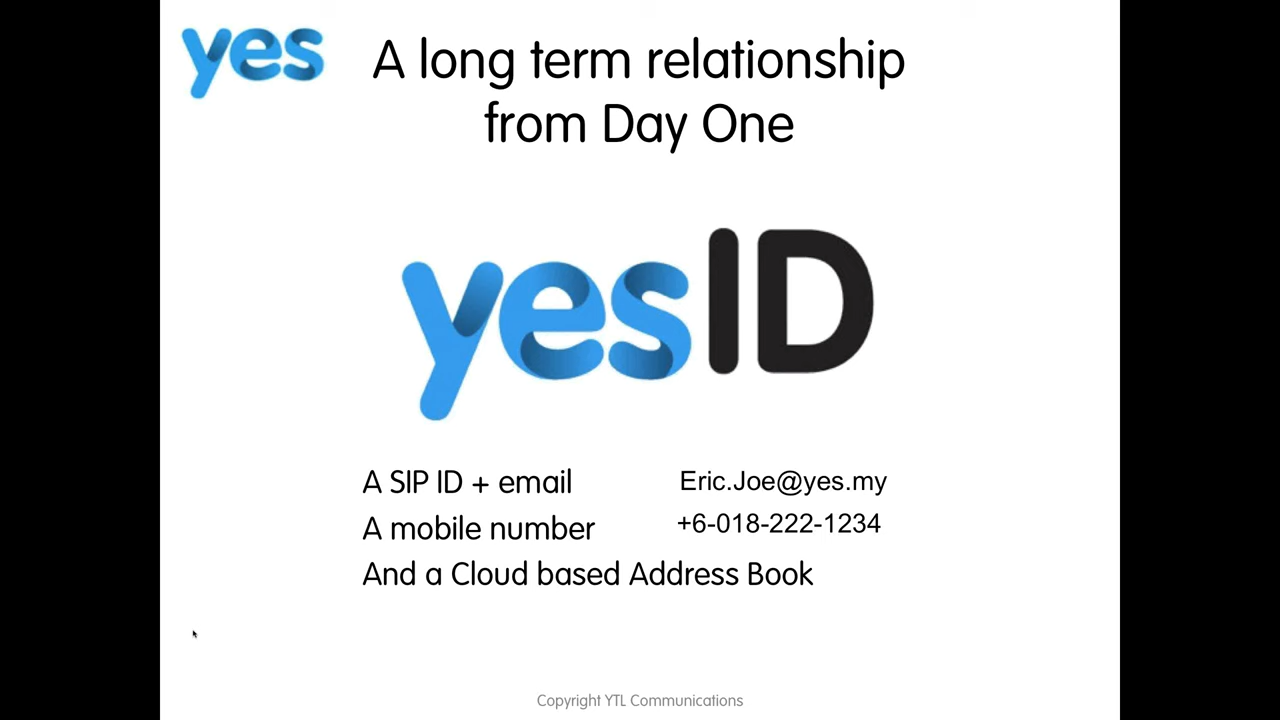 yes
A long term relationship
from Day One
yesID
A SIP ID + email
Eric.Joe@yes.my
A mobile number
+6-018-222-1234
And a Cloud based Address Book
Copyright YTL Communications